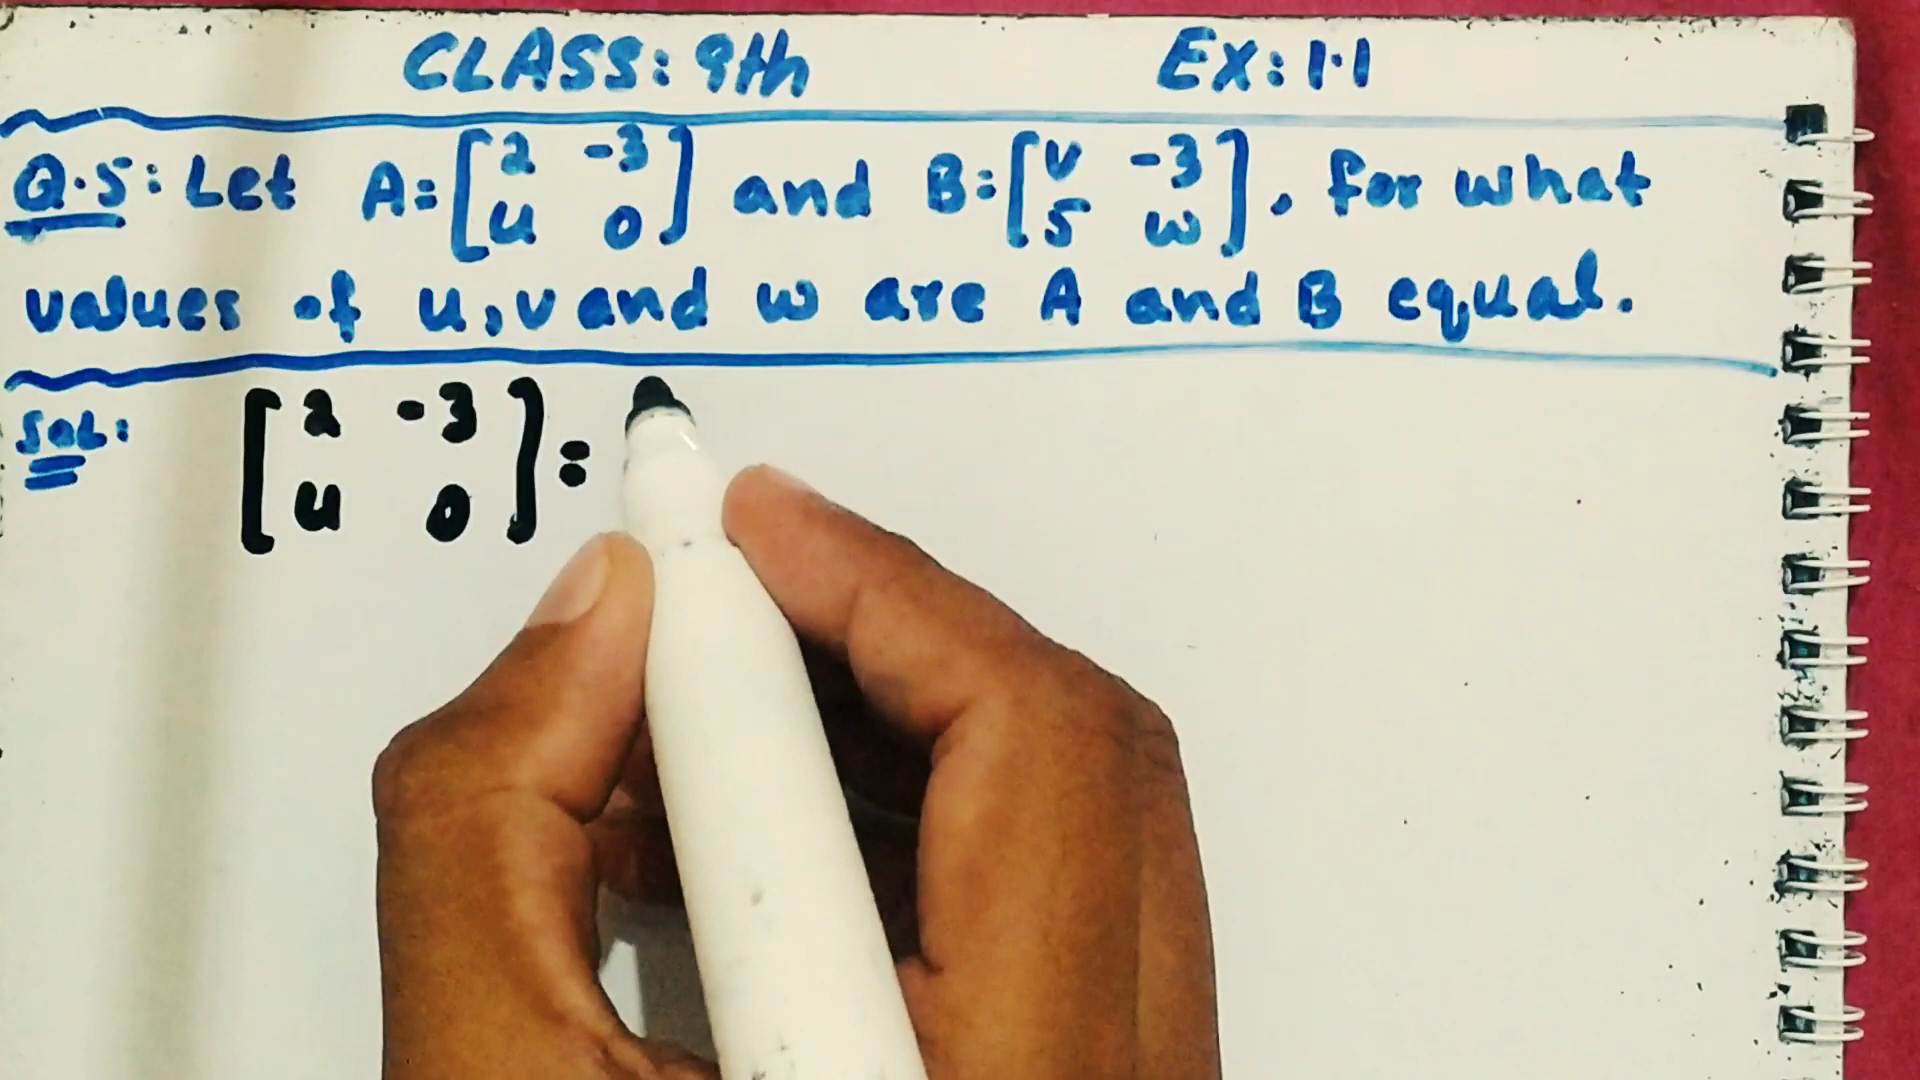 CLASS: 9th EX: 1.1
Q.5: Let A = [2 -3 and B = [v -3 . For what
u 0] 5 w]
values of u, v and w are A and B equal.
Sol: [2 -3
u 0] =